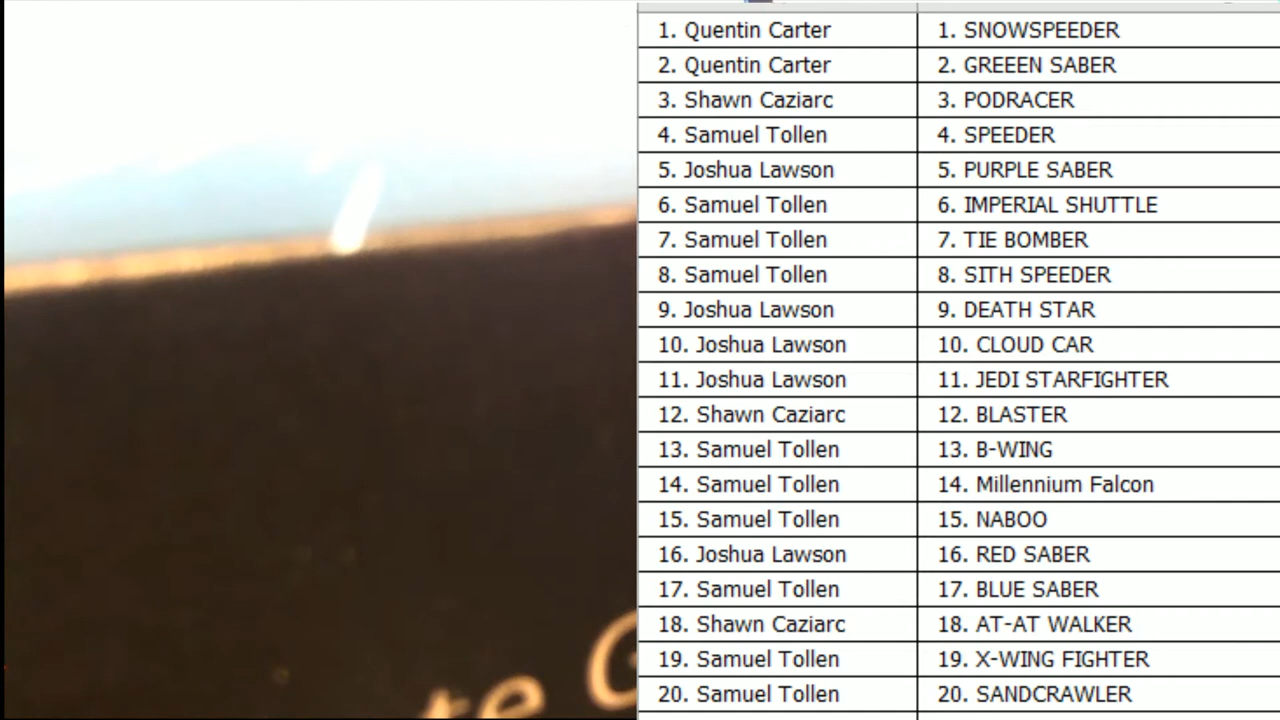 1. Quentin Carter 1. SNOWSPEEDER
2. Quentin Carter 2. GREEEN SABER
3. Shawn Caziarc 3. PODRACER
4. Samuel Tollen 4. SPEEDER
5. Joshua Lawson 5. PURPLE SABER
6. Samuel Tollen 6. IMPERIAL SHUTTLE
7. Samuel Tollen 7. TIE BOMBER
8. Samuel Tollen 8. SITH SPEEDER
9. Joshua Lawson 9. DEATH STAR
10. Joshua Lawson 10. CLOUD CAR
11. Joshua Lawson 11. JEDI STARFIGHTER
12. Shawn Caziarc 12. BLASTER
13. Samuel Tollen 13. B-WING
14. Samuel Tollen 14. Millennium Falcon
15. Samuel Tollen 15. NABOO
16. Joshua Lawson 16. RED SABER
17. Samuel Tollen 17. BLUE SABER
18. Shawn Caziarc 18. AT-AT WALKER
19. Samuel Tollen 19. X-WING FIGHTER
20. Samuel Tollen 20. SANDCRAWLER